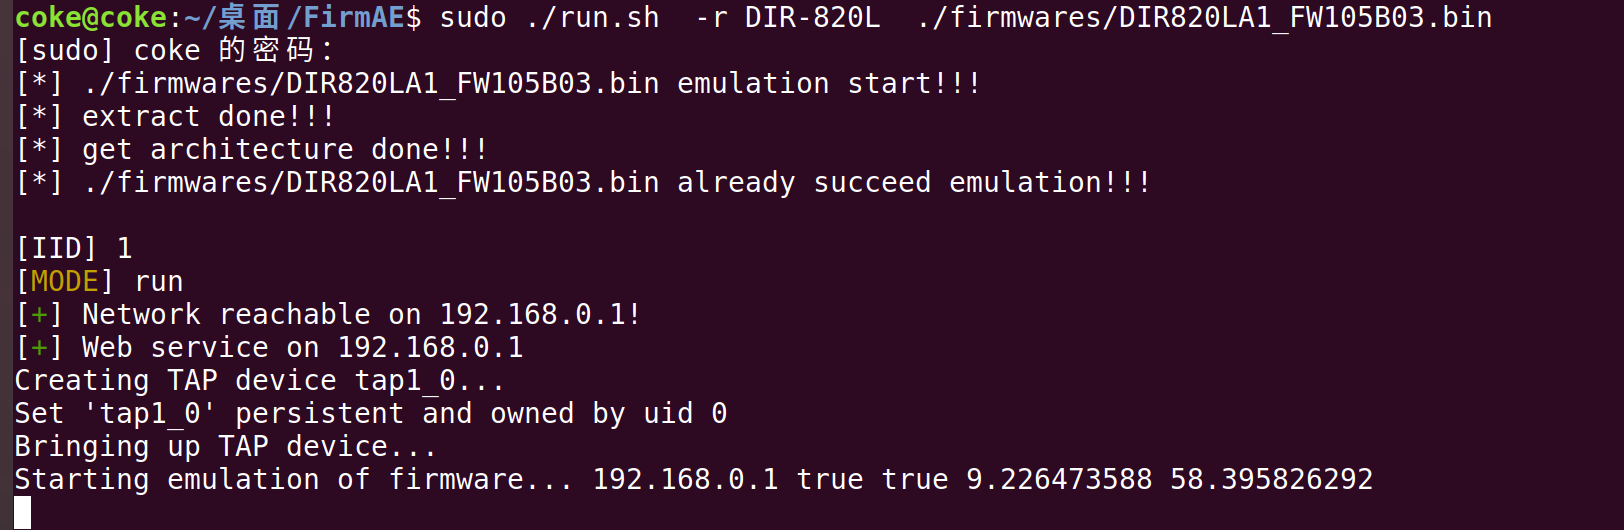 coke@coke:~/桌面/FirmAE$ sudo ./run.sh  -r DIR-820L  ./firmwares/DIR820LA1_FW105B03.bin
[sudo] coke 的密码：
[*] ./firmwares/DIR820LA1_FW105B03.bin emulation start!!!
[*] extract done!!!
[*] get architecture done!!!
[*] ./firmwares/DIR820LA1_FW105B03.bin already succeed emulation!!!
[IID] 1
[MODE] run
[+] Network reachable on 192.168.0.1!
[+] Web service on 192.168.0.1
Creating TAP device tap1_0...
Set 'tap1_0' persistent and owned by uid 0
Bringing up TAP device...
Starting emulation of firmware... 192.168.0.1 true true 9.226473588 58.395826292